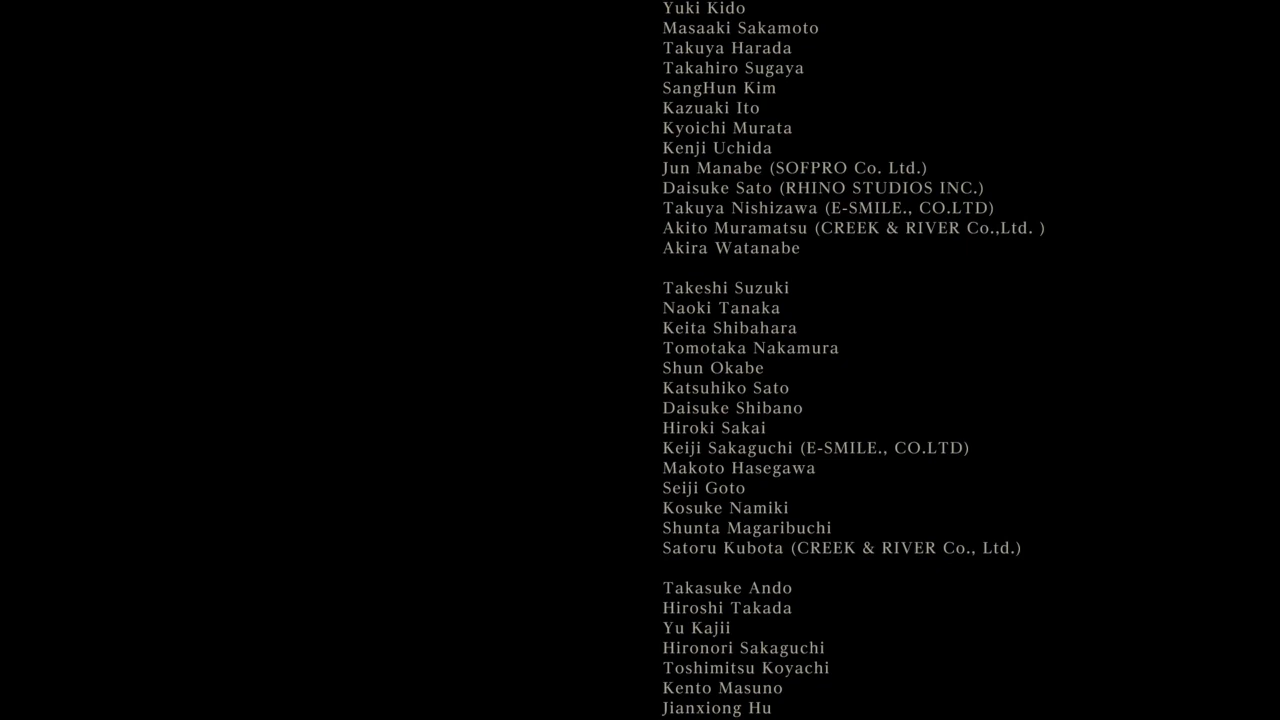 Yuki Kido
Masaaki Sakamoto
Takuya Harada
Takahiro Sugaya
SangHun Kim
Kazuaki Ito
Kyoichi Murata
Kenji Uchida
Jun Manabe (SOFPRO Co. Ltd.)
Daisuke Sato (RHINO STUDIOS INC.)
Takuya Nishizawa (E-SMILE., CO.LTD)
Akito Muramatsu (CREEK & RIVER Co.,Ltd. )
Akira Watanabe
Takeshi Suzuki
Naoki Tanaka
Keita Shibahara
Tomotaka Nakamura
Shun Okabe
Katsuhiko Sato
Daisuke Shibano
Hiroki Sakai
Keiji Sakaguchi (E-SMILE., CO.LTD)
Makoto Hasegawa
Seiji Goto
Kosuke Namiki
Shunta Magaribuchi
Satoru Kubota (CREEK & RIVER Co., Ltd.)
Takasuke Ando
Hiroshi Takada
Yu Kajii
Hironori Sakaguchi
Toshimitsu Koyachi
Kento Masuno
Jianxiong Hu